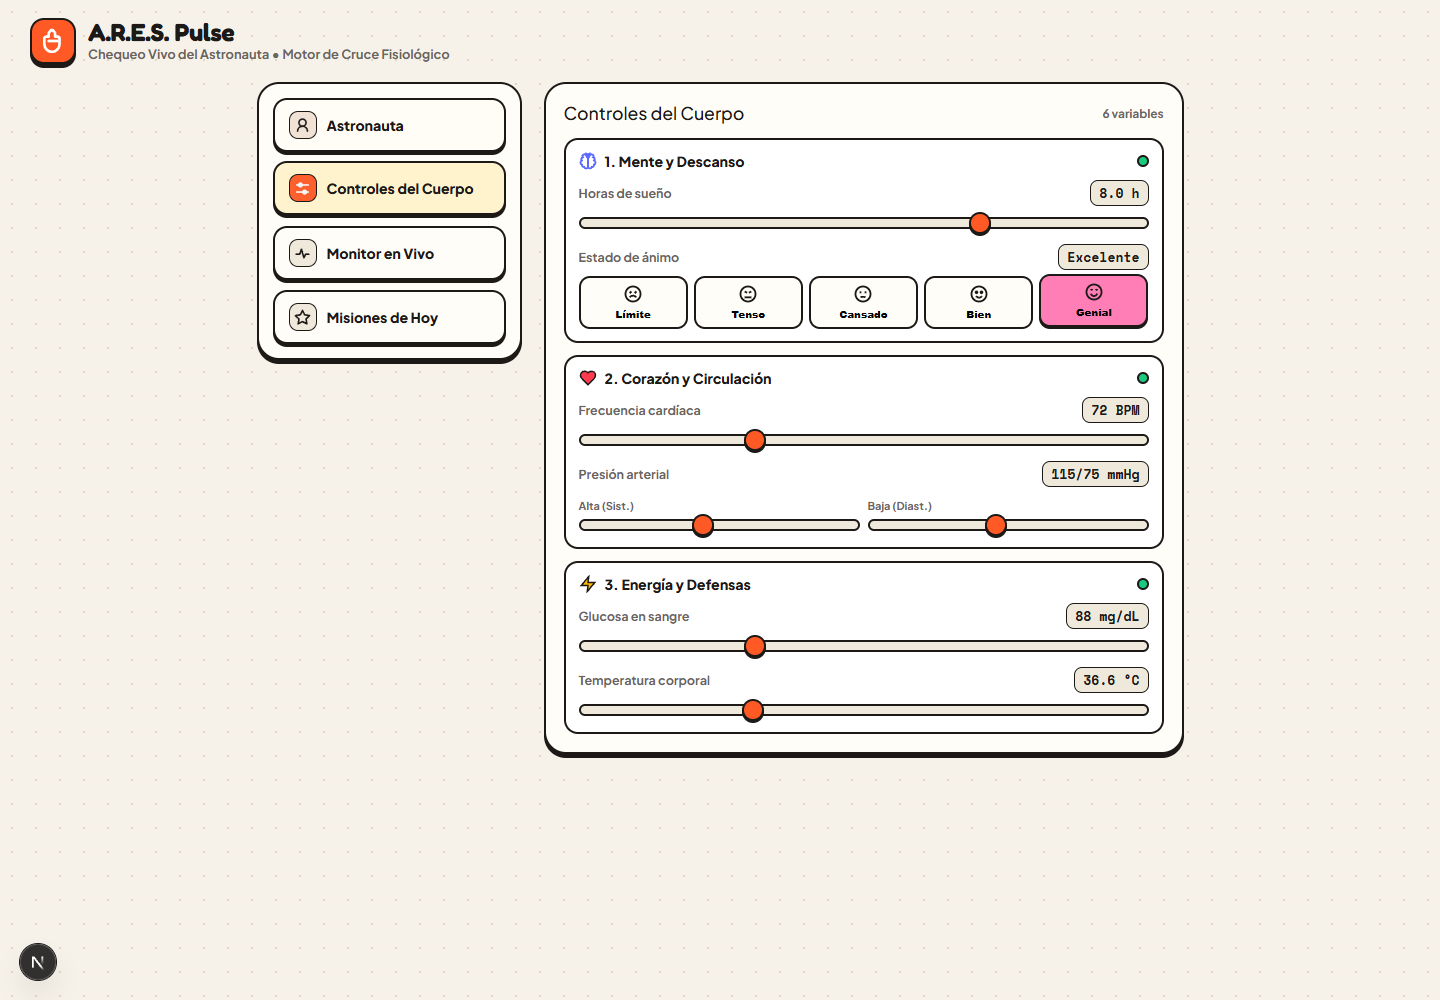 A.R.E.S. Pulse
Chequeo Vivo del Astronauta • Motor de Cruce Fisiológico
Astronauta
Controles del Cuerpo
Monitor en Vivo
Misiones de Hoy
Controles del Cuerpo
6 variables
1. Mente y Descanso
Horas de sueño
8.0 h
Estado de ánimo
Excelente
Límite
Tenso
Cansado
Bien
Genial
2. Corazón y Circulación
Frecuencia cardíaca
72 BPM
Presión arterial
115/75 mmHg
Alta (Sist.)
Baja (Diast.)
3. Energía y Defensas
Glucosa en sangre
88 mg/dL
Temperatura corporal
36.6 °C
N